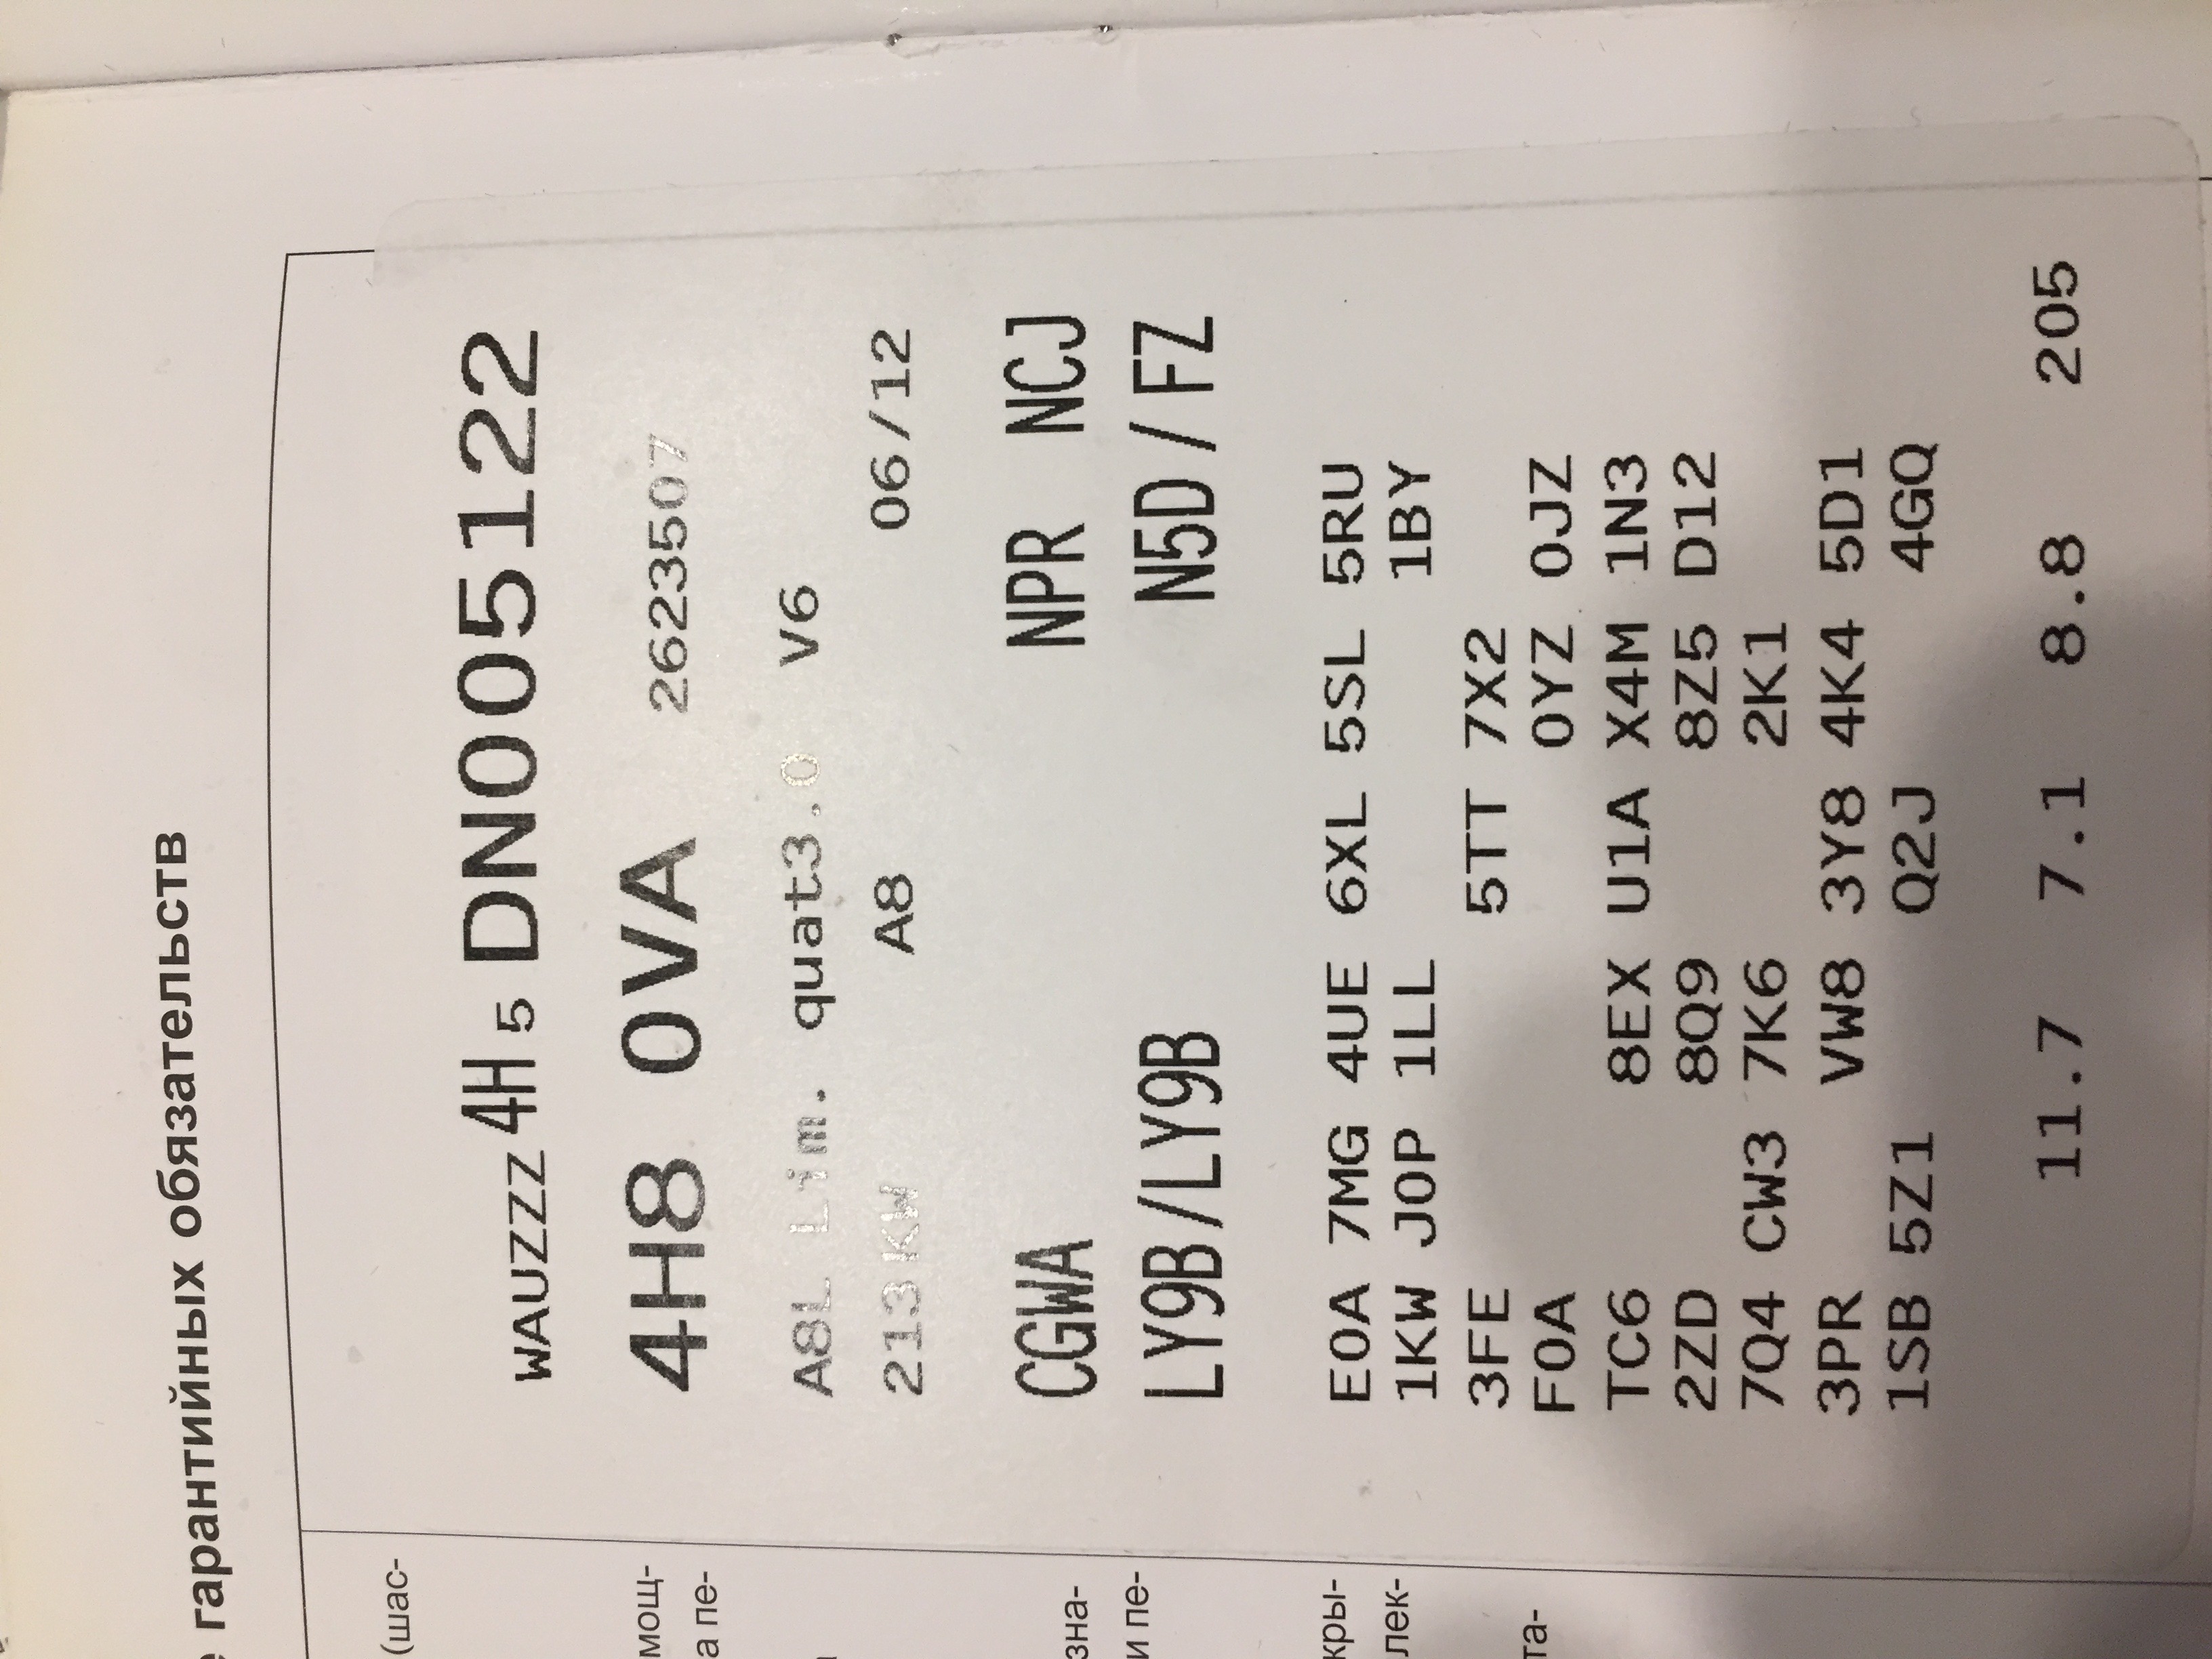 гарантийных обязательств
(шас-
WAUZZZ 4H 5 DN005122
мощ-
а пе-
4H8 0VA 2623507
A8L Lim. quat3.0 V6
213KW A8 06/12
зна-
и пе-
CGWA NPR NCJ
LY9B/LY9B N5D/FZ
кры-
лек-
та-
E0A 7MG 4UE 6XL 5SL 5RU
1KW J0P 1LL 1BY
3FE 5TT 7X2
F0A 0YZ 0JZ
TC6 8EX U1A X4M 1N3
2ZD 8Q9 8Z5 D12
7Q4 CW3 7K6 2K1
3PR VW8 3Y8 4K4 5D1
1SB 5Z1 Q2J 4GQ
11.7 7.1 8.8 205